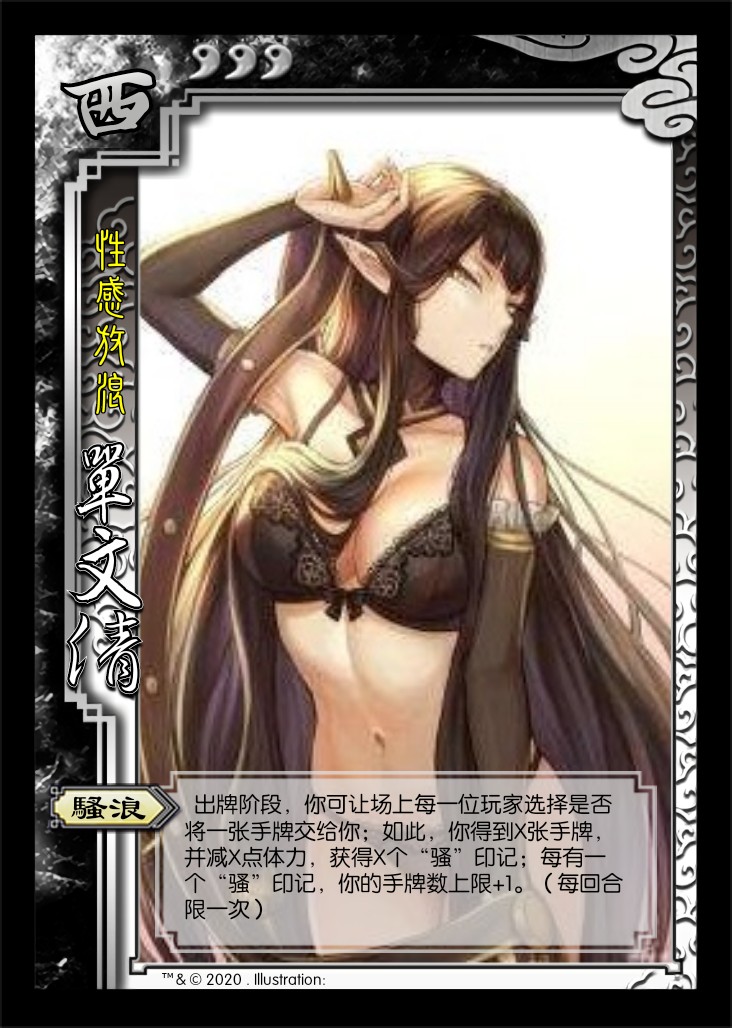 西
性感放浪
單文清
騷浪
出牌阶段，你可让场上每一位玩家选择是否
将一张手牌交给你；如此，你得到X张手牌，
并减X点体力，获得X个“骚”印记；每有一
个“骚”印记，你的手牌数上限+1。（每回合
限一次）
™& © 2020 . Illustration: